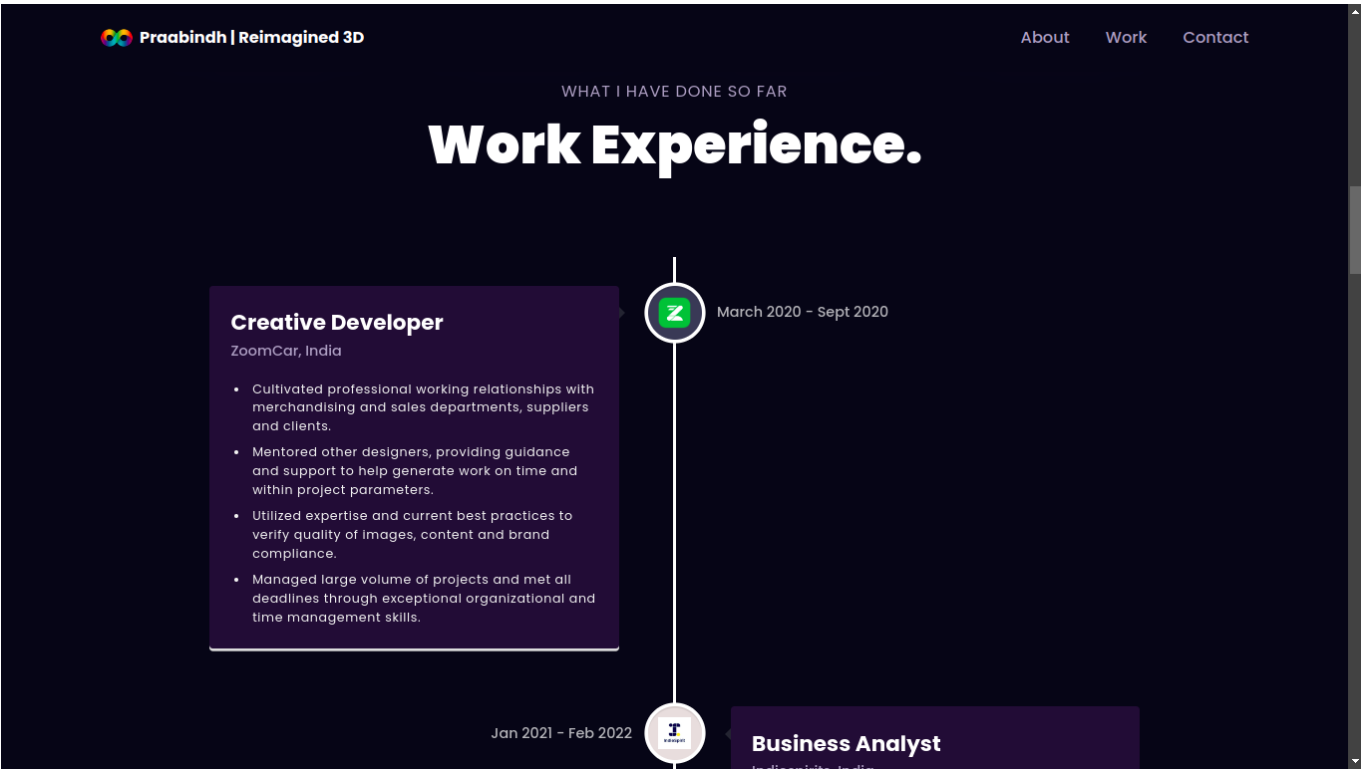 Praabindh | Reimagined 3D
About
Work
Contact
WHAT I HAVE DONE SO FAR
Work Experience.
Creative Developer
ZoomCar, India
• Cultivated professional working relationships with
merchandising and sales departments, suppliers
and clients.
• Mentored other designers, providing guidance
and support to help generate work on time and
within project parameters.
• Utilized expertise and current best practices to
verify quality of images, content and brand
compliance.
• Managed large volume of projects and met all
deadlines through exceptional organizational and
time management skills.
March 2020 - Sept 2020
Jan 2021 - Feb 2022
Business Analyst
Indiespirits, India